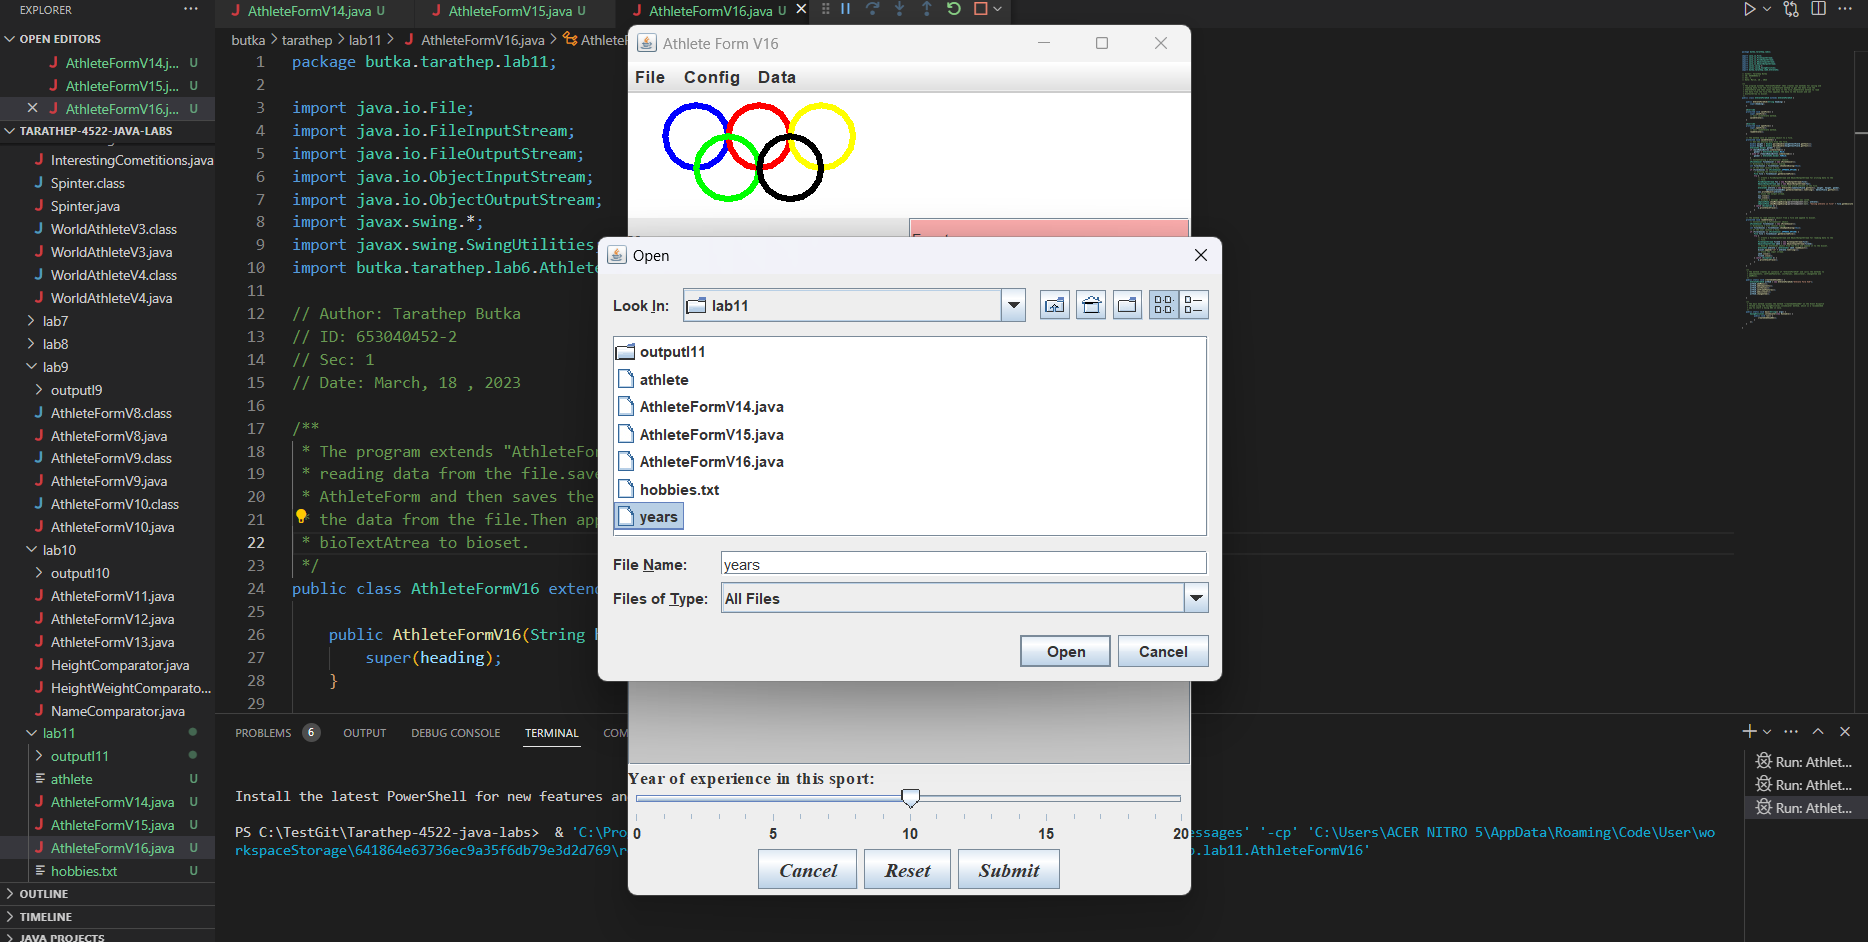 EXPLORER
OPEN EDITORS
AthleteFormV14.j... U
AthleteFormV15.j... U
AthleteFormV16.j... U
TARATHEP-4522-JAVA-LABS
InterestingCometitions.java
Spinter.class
Spinter.java
WorldAthleteV3.class
WorldAthleteV3.java
WorldAthleteV4.class
WorldAthleteV4.java
lab7
lab8
lab9
outputl9
AthleteFormV8.class
AthleteFormV8.java
AthleteFormV9.class
AthleteFormV9.java
AthleteFormV10.class
AthleteFormV10.java
lab10
outputl10
AthleteFormV11.java
AthleteFormV12.java
AthleteFormV13.java
HeightComparator.java
HeightWeightComparato...
NameComparator.java
lab11
outputl11
athlete U
AthleteFormV14.java U
AthleteFormV15.java U
AthleteFormV16.java U
hobbies.txt U
OUTLINE
TIMELINE
JAVA PROJECTS
AthleteFormV14.java U AthleteFormV15.java U AthleteFormV16.java U
butka > tarathep > lab11 > AthleteFormV16.java >
1 package butka.tarathep.lab11;
2
3 import java.io.File;
4 import java.io.FileInputStream;
5 import java.io.FileOutputStream;
6 import java.io.ObjectInputStream;
7 import java.io.ObjectOutputStream;
8 import javax.swing.*;
9 import javax.swing.SwingUtilities
10 import butka.tarathep.lab6.Athlet
11
12 // Author: Tarathep Butka
13 // ID: 653040452-2
14 // Sec: 1
15 // Date: March, 18 , 2023
16
17 /**
18 * The program extends "AthleteFo
19 * reading data from the file.sav
20 * AthleteForm and then saves the
21 * the data from the file.Then ap
22 * bioTextAtrea to bioset.
23 */
24 public class AthleteFormV16 exten
25
26 public AthleteFormV16(String
27 super(heading);
28 }
29
Athlete Form V16
File Config Data
Open
Look In: lab11
outputl11
athlete
AthleteFormV14.java
AthleteFormV15.java
AthleteFormV16.java
hobbies.txt
years
File Name: years
Files of Type: All Files
Open Cancel
Year of experience in this sport:
0 5 10 15 20
Cancel Reset Submit
PROBLEMS 6 OUTPUT DEBUG CONSOLE TERMINAL COM
Install the latest PowerShell for new features an
PS C:\TestGit\Tarathep-4522-java-labs> & 'C:\Pro essages' '-cp' 'C:\Users\ACER NITRO 5\AppData\Roaming\Code\User\wo
rkspaceStorage\641864e63736ec9a35f6db79e3d2d769\r .lab11.AthleteFormV16'
Run: Athlet...
Run: Athlet...
Run: Athlet...